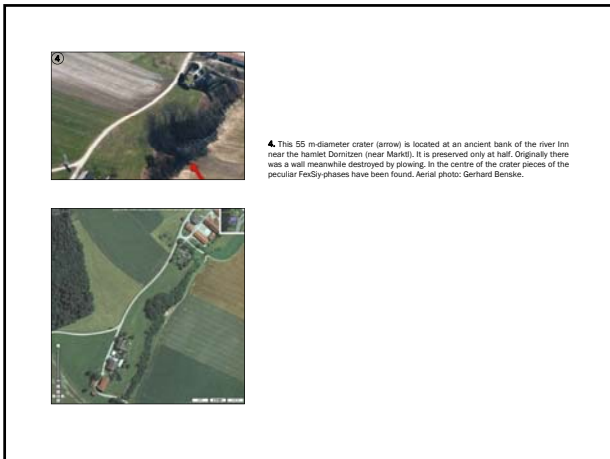 4
4. This 55 m-diameter crater (arrow) is located at an ancient bank of the river Inn
near the hamlet Dornitzen (near Marktl). It is preserved only at half. Originally there
was a wall meanwhile destroyed by plowing. In the centre of the crater pieces of the
peculiar FexSiy-phases have been found. Aerial photo: Gerhard Benske.